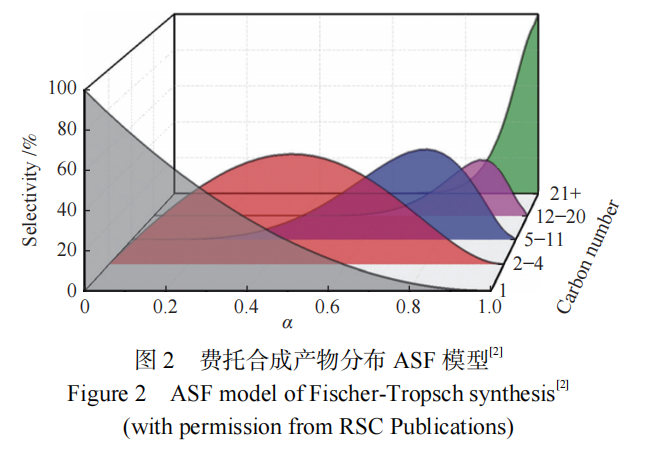 100
80
60
40
20
0
Selectivity /%
0
0.2
0.4
0.6
0.8
1.0
α
1
2−4
5−11
12−20
21+
Carbon number
图 2 费托合成产物分布 ASF 模型[2]
Figure 2 ASF model of Fischer-Tropsch synthesis[2]
(with permission from RSC Publications)